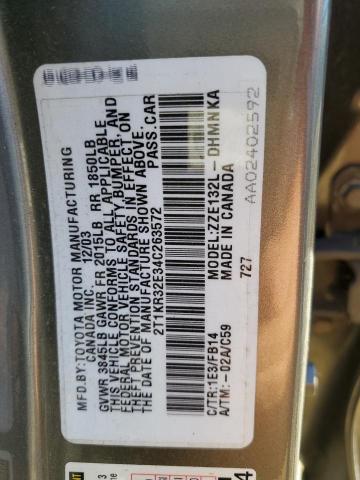 MFD.BY:TOYOTA MOTOR MANUFACTURING
CANADA INC. 12/03
GVWR 3845LB GAWR FR 2015LB RR 1850LB
THIS VEHICLE CONFORMS TO ALL APPLICABLE
FEDERAL MOTOR VEHICLE SAFETY,BUMPER, AND
THEFT PREVENTION STANDARDS IN EFFECT ON
THE DATE OF MANUFACTURE SHOWN ABOVE.
2T1KR32E34C263572 PASS.CAR
C/TR:1E3/FB14 MODEL:ZZE132L-DHMNKA
A/TM:-02A/C59 MADE IN CANADA
727 AA02402592